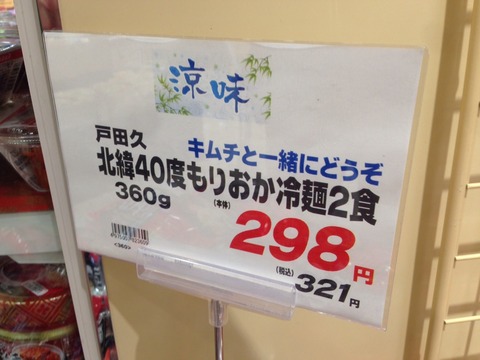 涼味
戸田久 キムチと一緒にどうぞ
北緯40度もりおか冷麺2食
360g (本体) 298円
<360> (税込) 321円